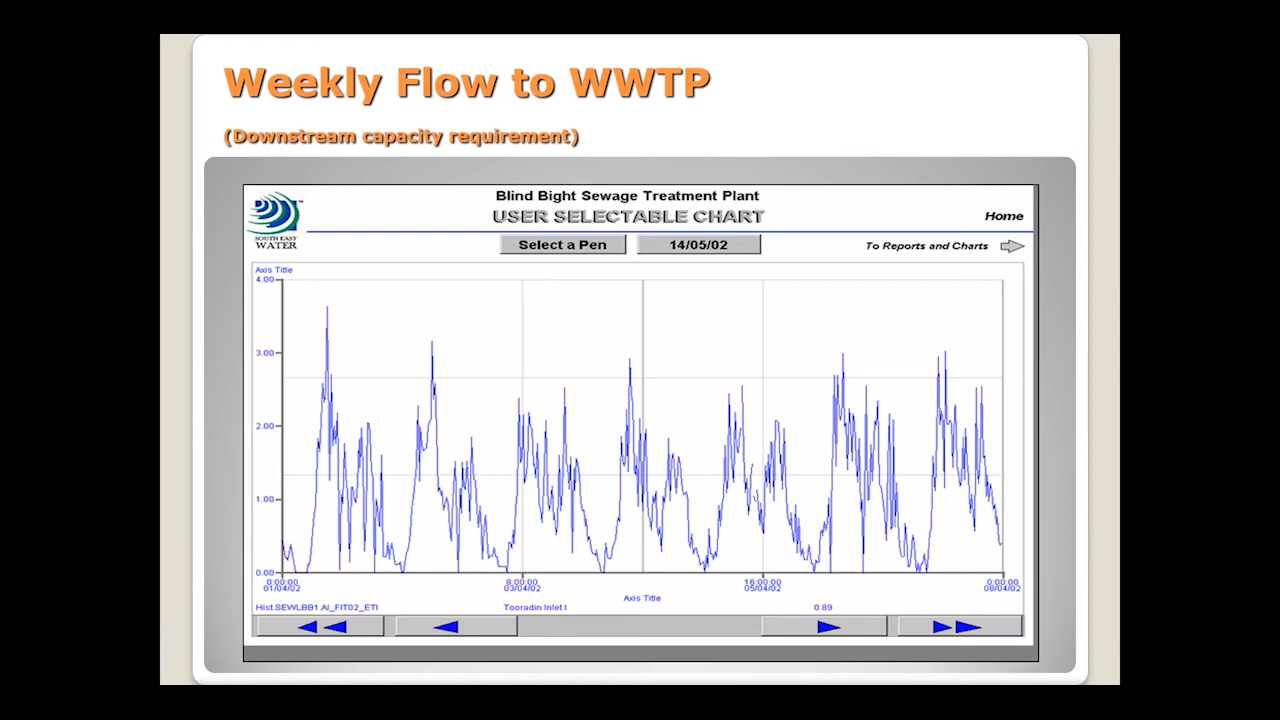 Weekly Flow to WWTP
(Downstream capacity requirement)
Blind Bight Sewage Treatment Plant
USER SELECTABLE CHART
Home
SOUTH EAST
WATER
Select a Pen
14/05/02
To Reports and Charts
Axis Title
4.00
3.00
2.00
1.00
0.00
0:00:00
01/04/02
8:00:00
03/04/02
16:00:00
05/04/02
0:00:00
08/04/02
Axis Title
Hist.SEWLBB1.AI_FIT02_ETI
Tooradin Inlet I
0.89